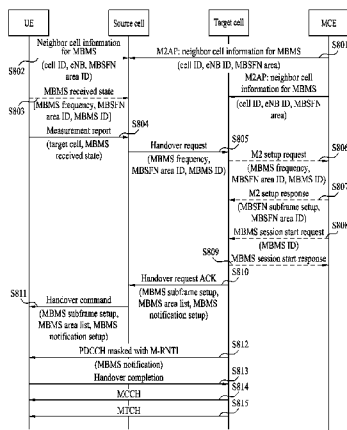 UE
Source cell
Target cell
MCE
Neighbor cell information
for MBMS
(cell ID, eNB, MBSFN
area ID)
S802
S801
M2AP: neighbor cell information for MBMS
(cell ID, eNB ID, MBSFN area)
M2AP: neighbor cell
information for MBMS
(cell ID, eNB ID, MBSFN
area)
MBMS received state
S803
(MBMS frequency, MBSFN
area ID, MBMS ID)
S804
Measurement report
(target cell, MBMS
received state)
S805
Handover request
(MBMS frequency,
MBSFN area ID, MBMS ID)
S806
M2 setup request
(MBMS frequency,
MBSFN area ID, MBMS ID)
S807
M2 setup response
(MBSFN subframe setup,
MBSFN area ID)
S808
MBMS session start request
(MBMS ID)
S809
MBMS session start response
S810
Handover request ACK
(MBMS subframe setup,
MBMS area list, MBMS
notification setup)
S811
Handover command
(MBMS subframe setup,
MBMS area list, MBMS
notification setup)
S812
PDCCH masked with M-RNTI
(MBMS notification)
S813
Handover completion
S814
MCCH
S815
MTCH